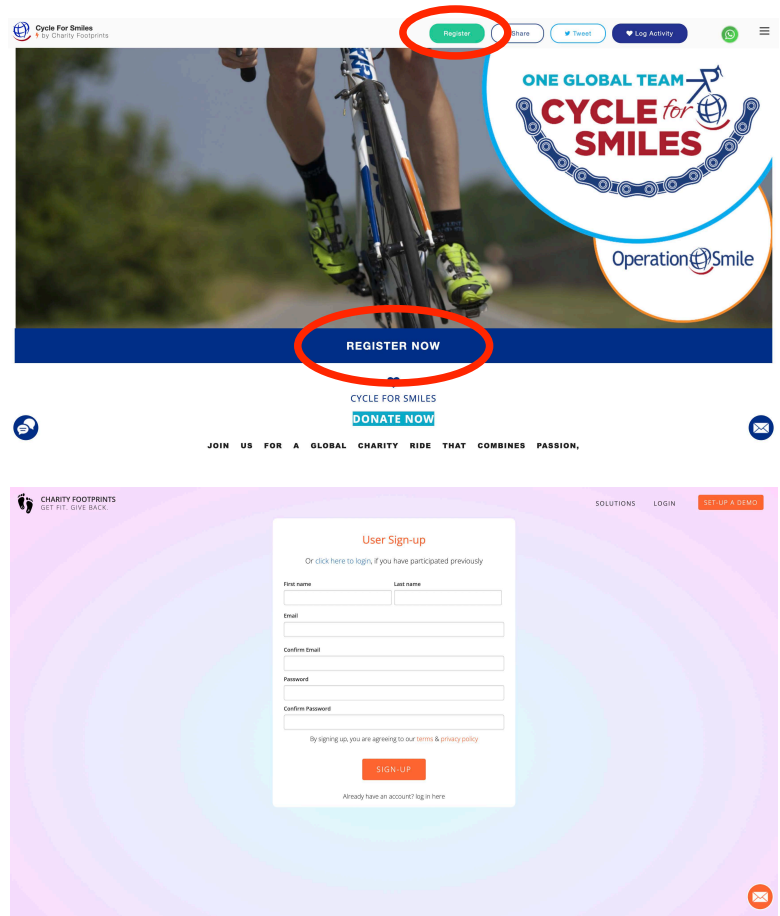 Cycle For Smiles
by Charity Footprints
Register
Share
Tweet
Log Activity
ONE GLOBAL TEAM
CYCLE for
SMILES
OperationSmile
REGISTER NOW
CYCLE FOR SMILES
DONATE NOW
JOIN US FOR A GLOBAL CHARITY RIDE THAT COMBINES PASSION,
CHARITY FOOTPRINTS
GET FIT. GIVE BACK.
SOLUTIONS
LOGIN
SET-UP A DEMO
User Sign-up
Or click here to login, if you have participated previously
First name
Last name
Email
Confirm Email
Password
Confirm Password
By signing up, you are agreeing to our terms & privacy policy
SIGN-UP
Already have an account? log in here